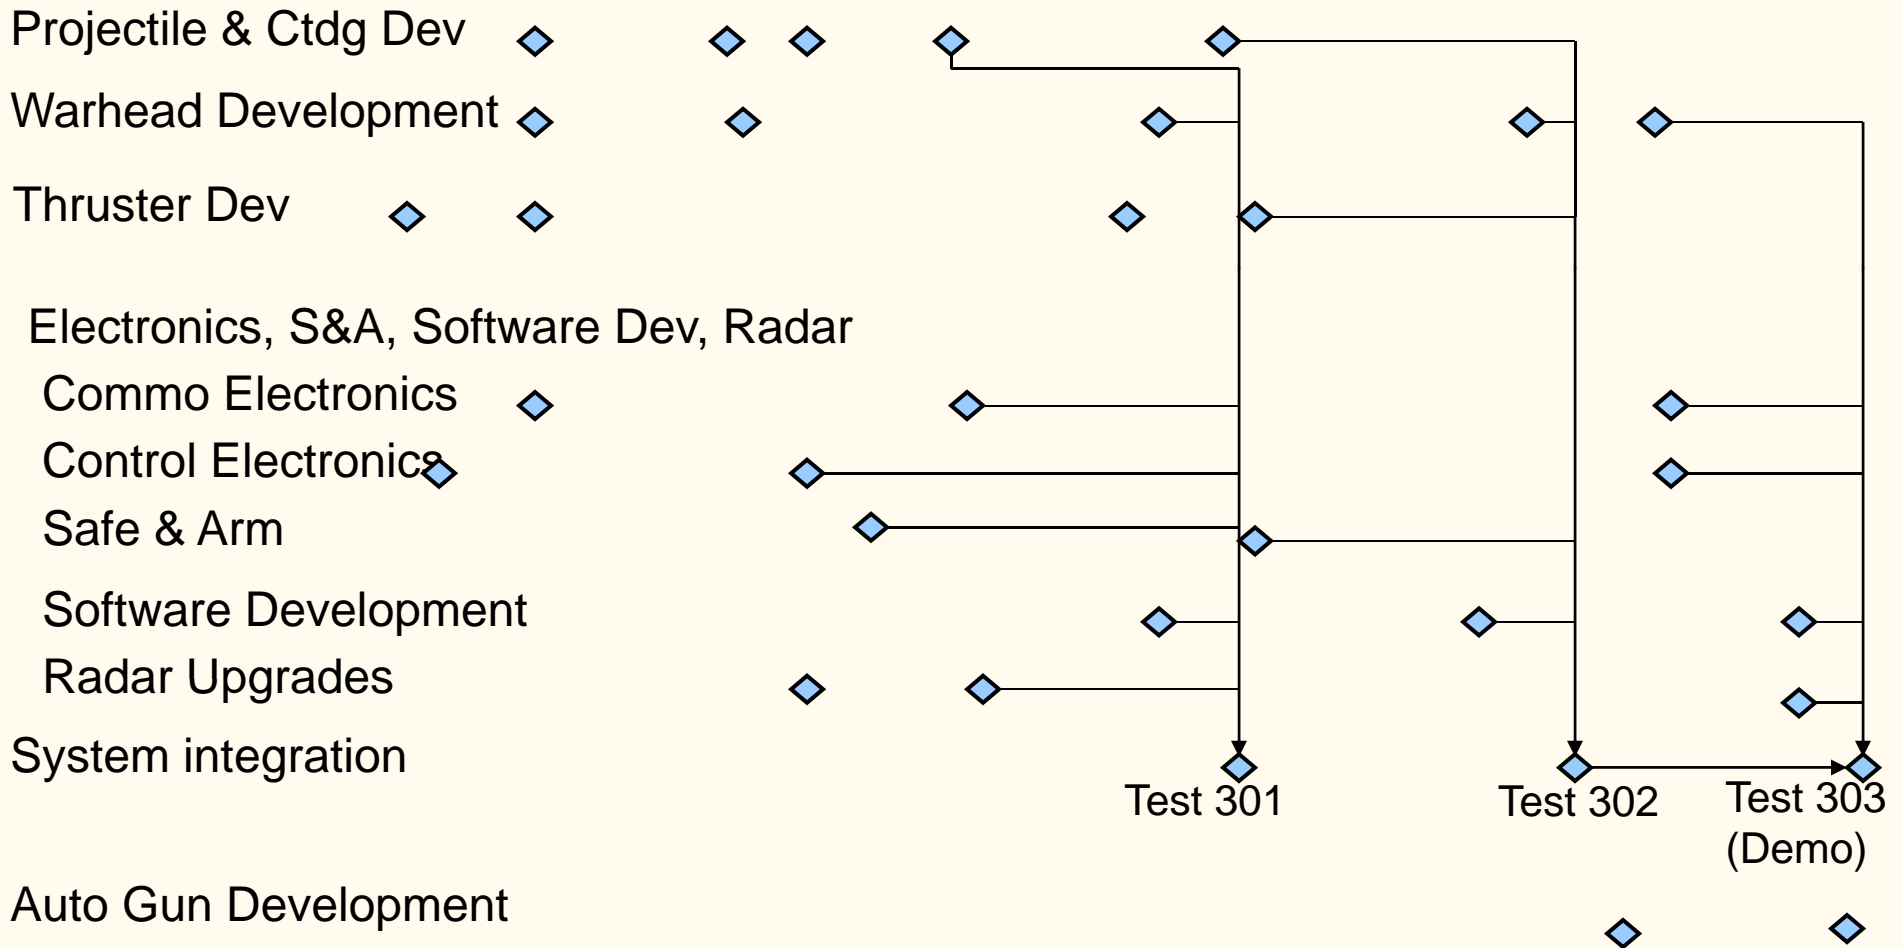 Projectile & Ctdg Dev
Warhead Development
Thruster Dev
Electronics, S&A, Software Dev, Radar
Commo Electronics
Control Electronics
Safe & Arm
Software Development
Radar Upgrades
System integration
Test 301
Test 302
Test 303
(Demo)
Auto Gun Development